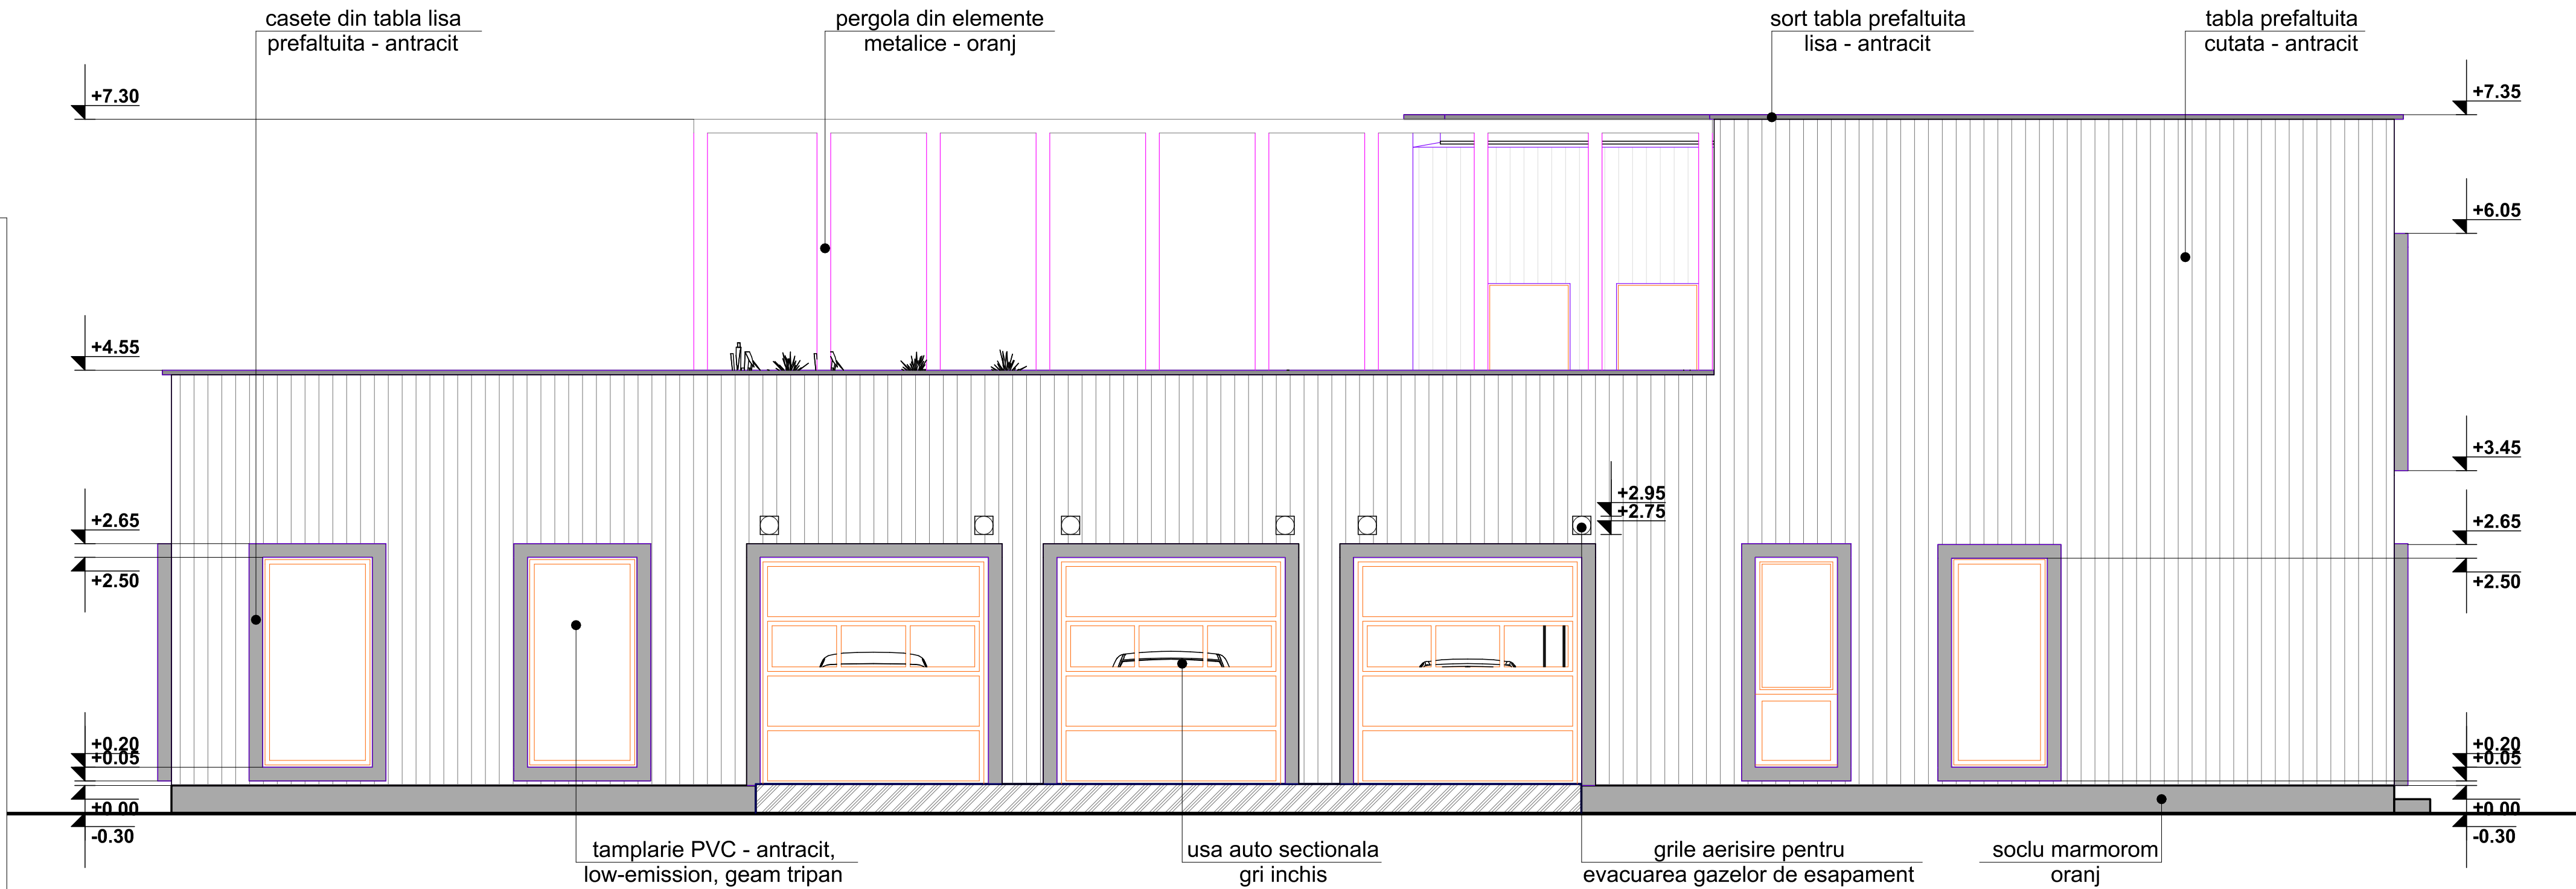 casete din tabla lisa
prefaltuita - antracit
pergola din elemente
metalice - oranj
sort tabla prefaltuita
lisa - antracit
tabla prefaltuita
cutata - antracit
+7.30
+7.35
+6.05
+4.55
+3.45
+2.95
+2.75
+2.65
+2.65
+2.50
+2.50
+0.20
+0.05
+0.20
+0.05
+0.00
-0.30
+0.00
-0.30
tamplarie PVC - antracit,
low-emission, geam tripan
usa auto sectionala
gri inchis
grile aerisire pentru
evacuarea gazelor de esapament
soclu marmorom
oranj